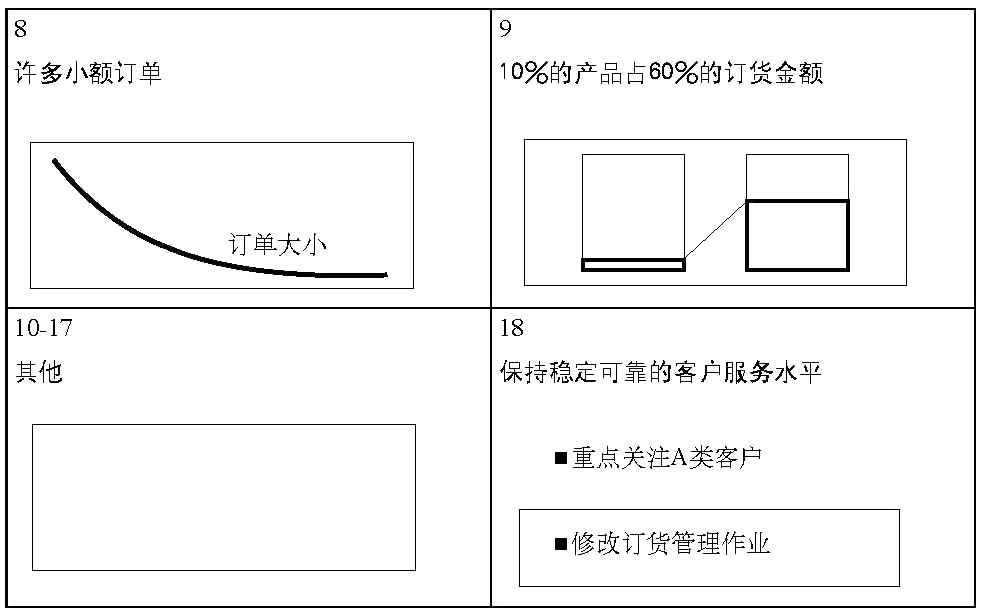 8
许多小额订单
订单大小
9
10%的产品占60%的订货金额
10-17
其他
18
保持稳定可靠的客户服务水平
■重点关注A类客户
■修改订货管理作业